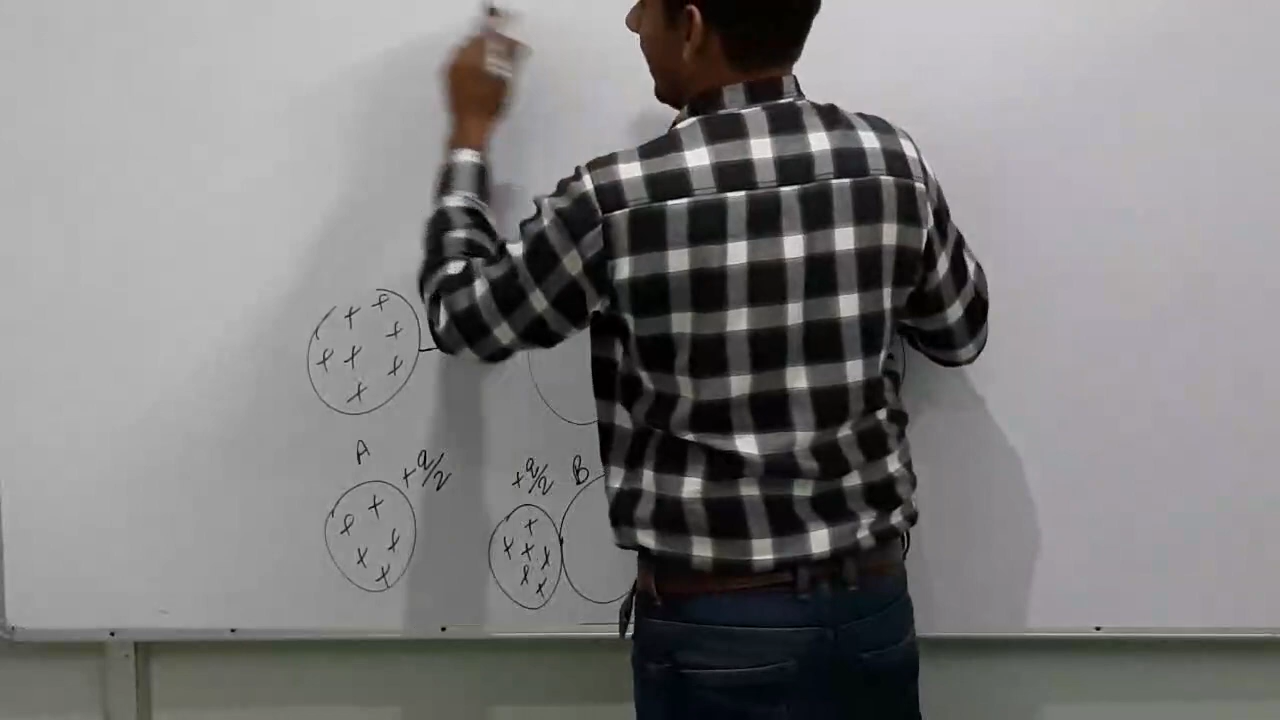 + + + + + + +
A
+q/2 +q/2 B
+ + + + + + + + + + +